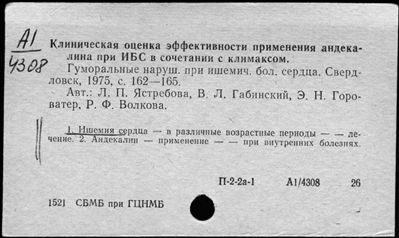 А1
4308
Клиническая оценка эффективности применения андека-
лина при ИБС в сочетании с климаксом.
Гуморальные наруш. при ишемич. бол. сердца. Сверд-
ловск, 1975, с. 162—165.
Авт.: Л. П. Ястребова, В. Л. Габинский, Э. Н. Горо-
ватер, Р. Ф. Волкова.
1. Ишемия сердца — в различные возрастные периоды — — ле-
чение. 2. Андекалин — применение — — при внутренних болезнях.
П-2-2а-1 А1/4308 26
1521 СБМБ при ГЦНМБ